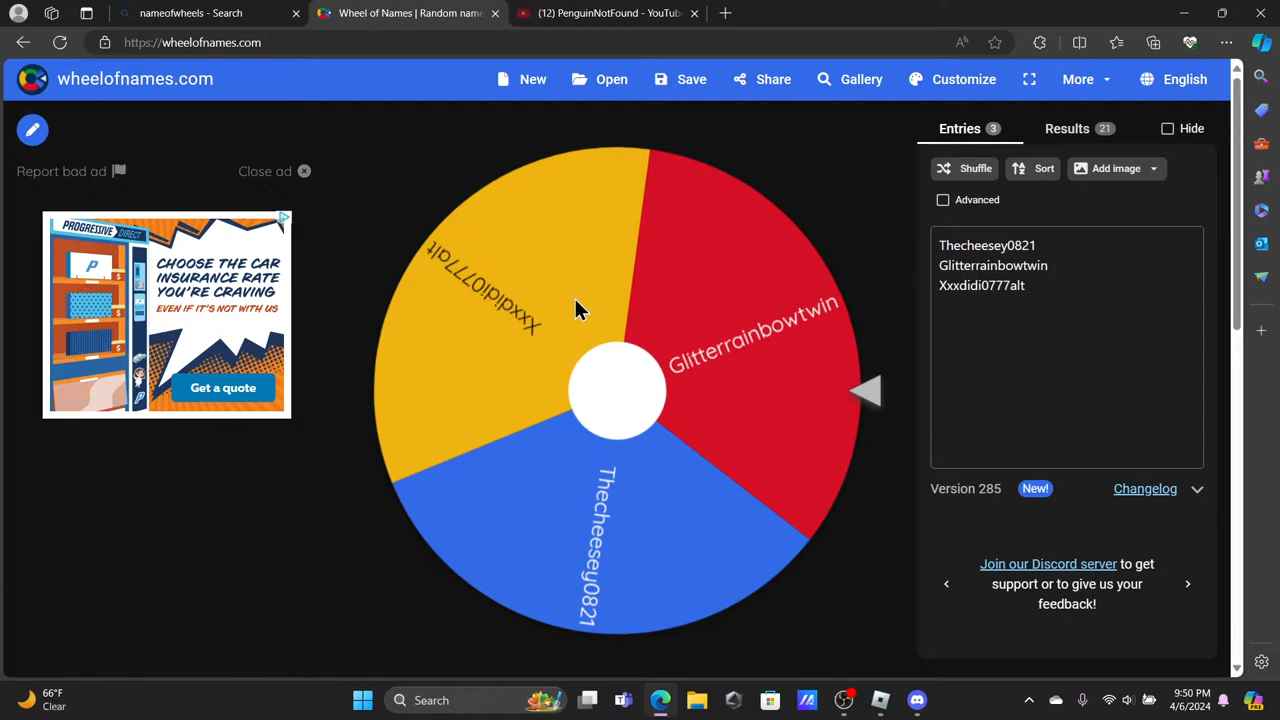 nameofwheels - Search
Wheel of Names | Random name
(12) PenguinNotFound - YouTube
https://wheelofnames.com
wheelofnames.com
New
Open
Save
Share
Gallery
Customize
More
English
Report bad ad
Close ad
PROGRESSIVE DIRECT
CHOOSE THE CAR
INSURANCE RATE
YOU'RE CRAVING
EVEN IF IT'S NOT WITH US
Get a quote
Xxxdidi0777alt
Glitterrainbowtwin
Thecheesey0821
Entries 3
Results 21
Hide
Shuffle
Sort
Add image
Advanced
Thecheesey0821
Glitterrainbowtwin
Xxxdidi0777alt
Version 285
New!
Changelog
Join our Discord server to get
support or to give us your
feedback!
66°F
Clear
Search
9:50 PM
4/6/2024